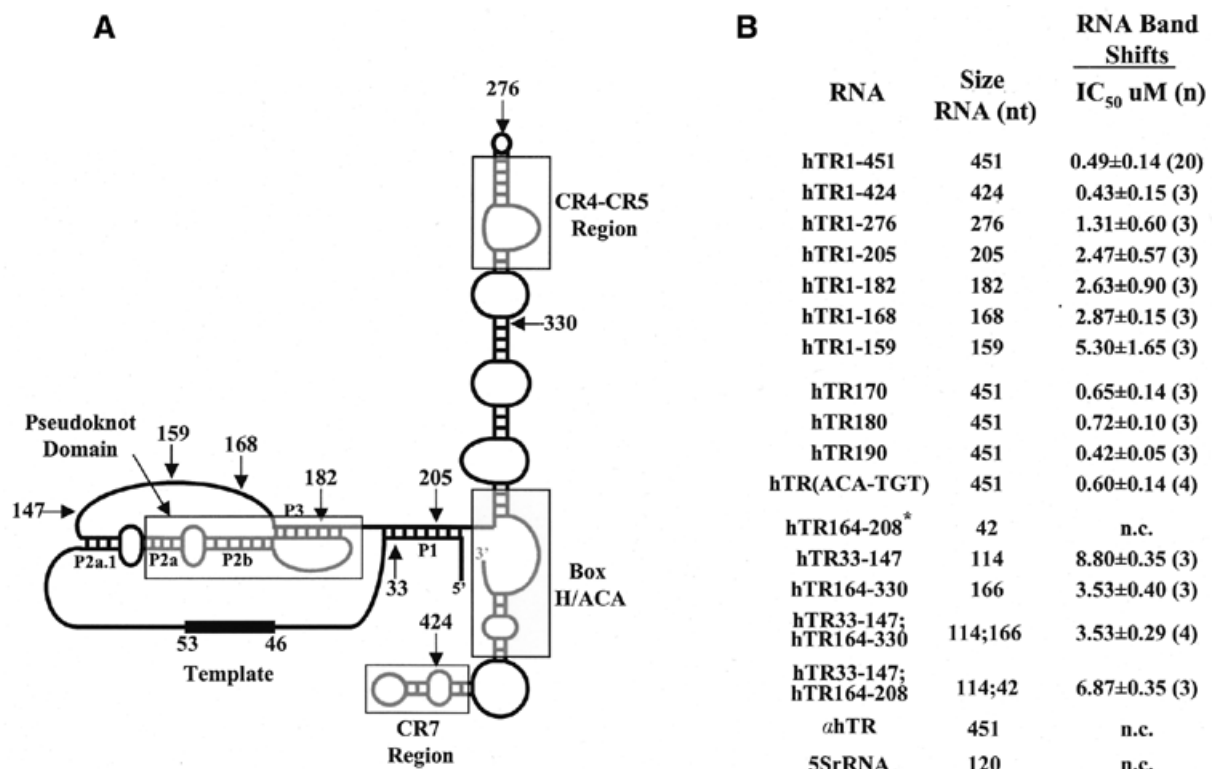 A
276
CR4-CR5
Region
330
Pseudoknot
Domain
159
168
147
182
205
P3
P2a.1
P2a
P2b
P1
33
5'
3'
Box
H/ACA
53
46
Template
424
CR7
Region
B
RNA Band
Shifts
RNA
Size
RNA (nt)
IC50 uM (n)
hTR1-451 451 0.49±0.14 (20)
hTR1-424 424 0.43±0.15 (3)
hTR1-276 276 1.31±0.60 (3)
hTR1-205 205 2.47±0.57 (3)
hTR1-182 182 2.63±0.90 (3)
hTR1-168 168 2.87±0.15 (3)
hTR1-159 159 5.30±1.65 (3)
hTR170 451 0.65±0.14 (3)
hTR180 451 0.72±0.10 (3)
hTR190 451 0.42±0.05 (3)
hTR(ACA-TGT) 451 0.60±0.14 (4)
hTR164-208* 42 n.c.
hTR33-147 114 8.80±0.35 (3)
hTR164-330 166 3.53±0.40 (3)
hTR33-147;
hTR164-330 114;166 3.53±0.29 (4)
hTR33-147;
hTR164-208 114;42 6.87±0.35 (3)
αhTR 451 n.c.
5SrRNA 120 n.c.